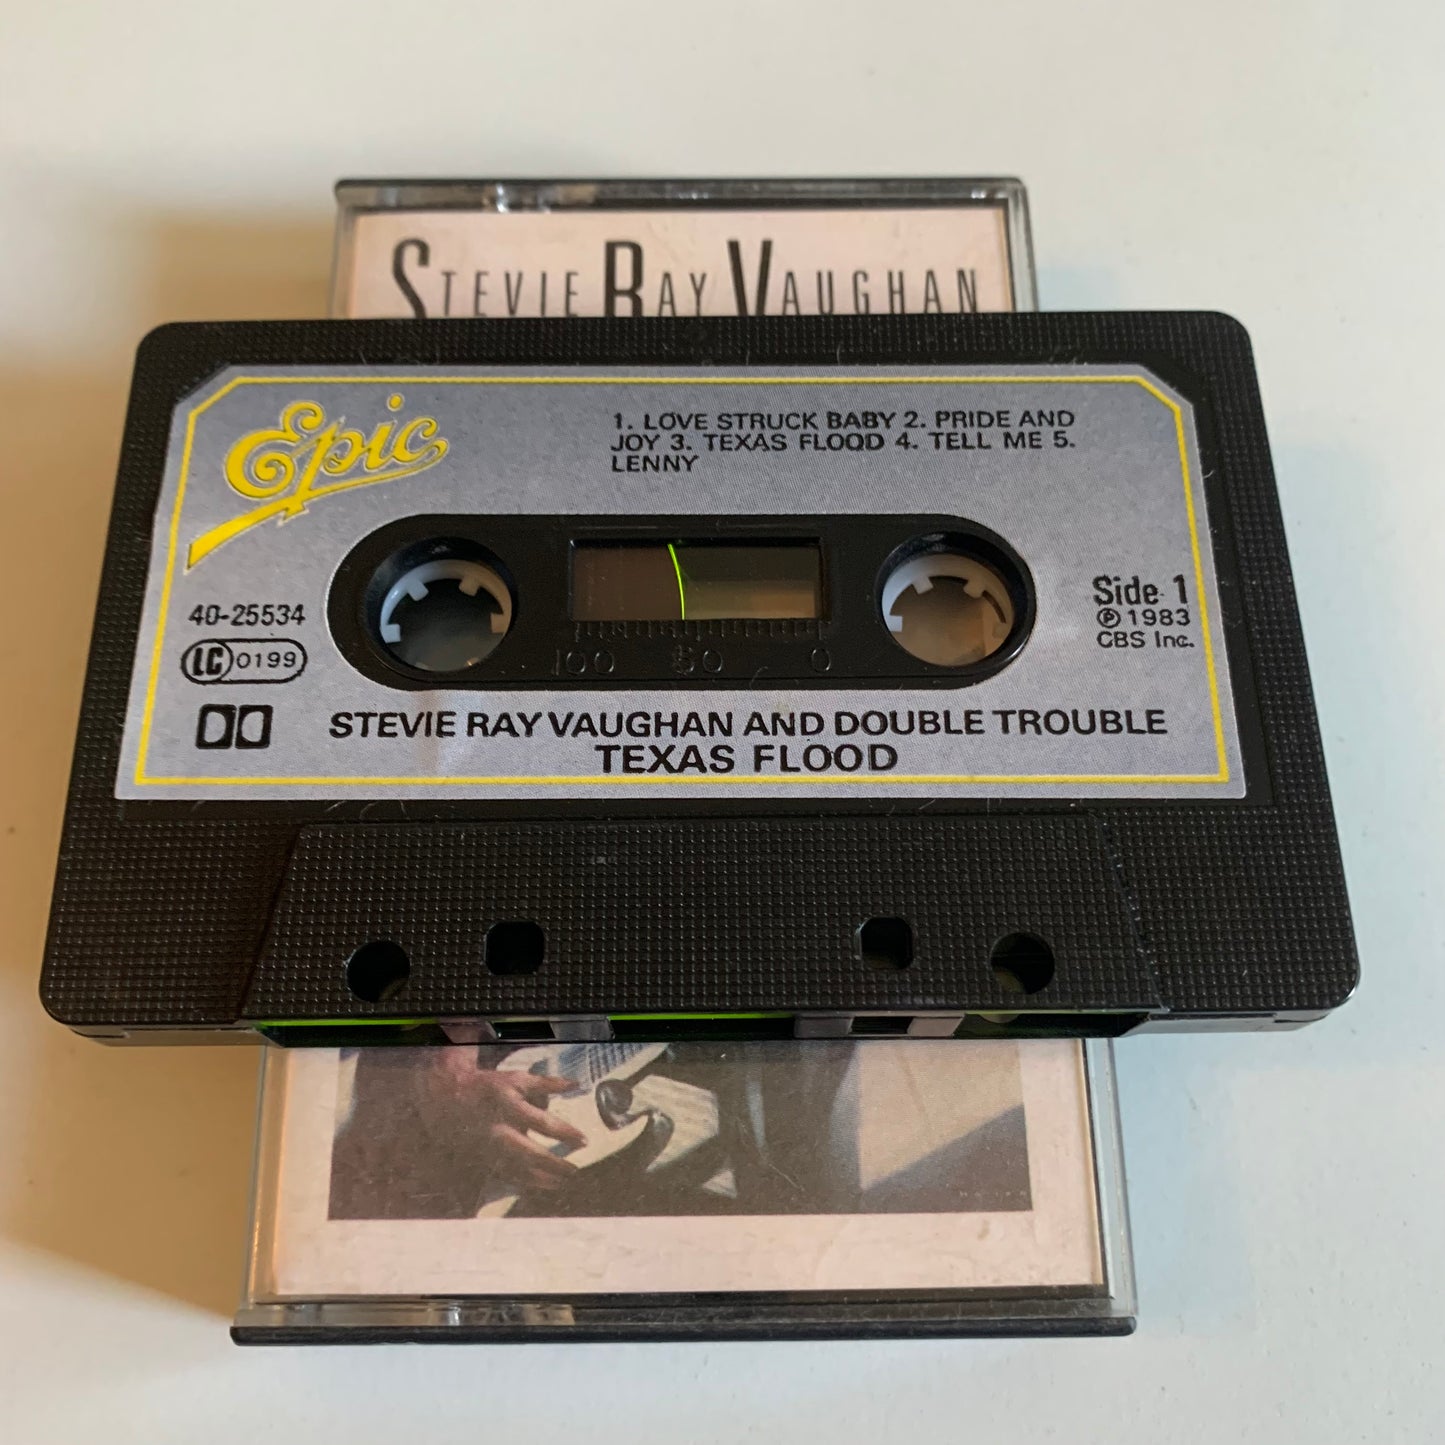 STEVIE RAY VAUGHAN
Epic
1. LOVE STRUCK BABY 2. PRIDE AND
JOY 3. TEXAS FLOOD 4. TELL ME 5.
LENNY
40-25534
LC 0199
100 50 0
Side 1
℗ 1983
CBS Inc.
STEVIE RAY VAUGHAN AND DOUBLE TROUBLE
TEXAS FLOOD